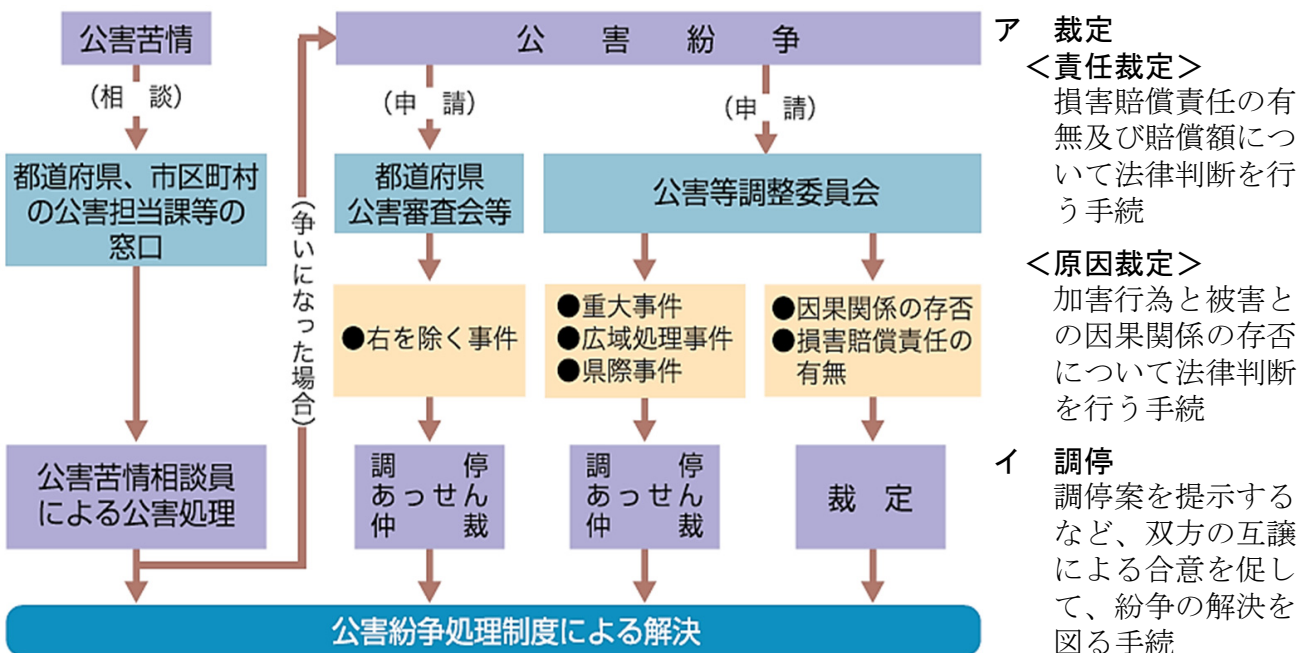 公害苦情
(相　談)
都道府県、市区町村
の公害担当課等の
窓口
公害苦情相談員
による公害処理
(争いになった場合)
公　害　紛　争
(申　請)
都道府県
公害審査会等
●右を除く事件
調　　停
あっせん
仲　　裁
(申　請)
公害等調整委員会
●重大事件
●広域処理事件
●県際事件
調　　停
あっせん
仲　　裁
●因果関係の存否
●損害賠償責任の
有無
裁　定
公害紛争処理制度による解決
ア　裁定
＜責任裁定＞
損害賠償責任の有
無及び賠償額につ
いて法律判断を行
う手続
＜原因裁定＞
加害行為と被害と
の因果関係の存否
について法律判断
を行う手続
イ　調停
調停案を提示する
など、双方の互譲
による合意を促し
て、紛争の解決を
図る手続